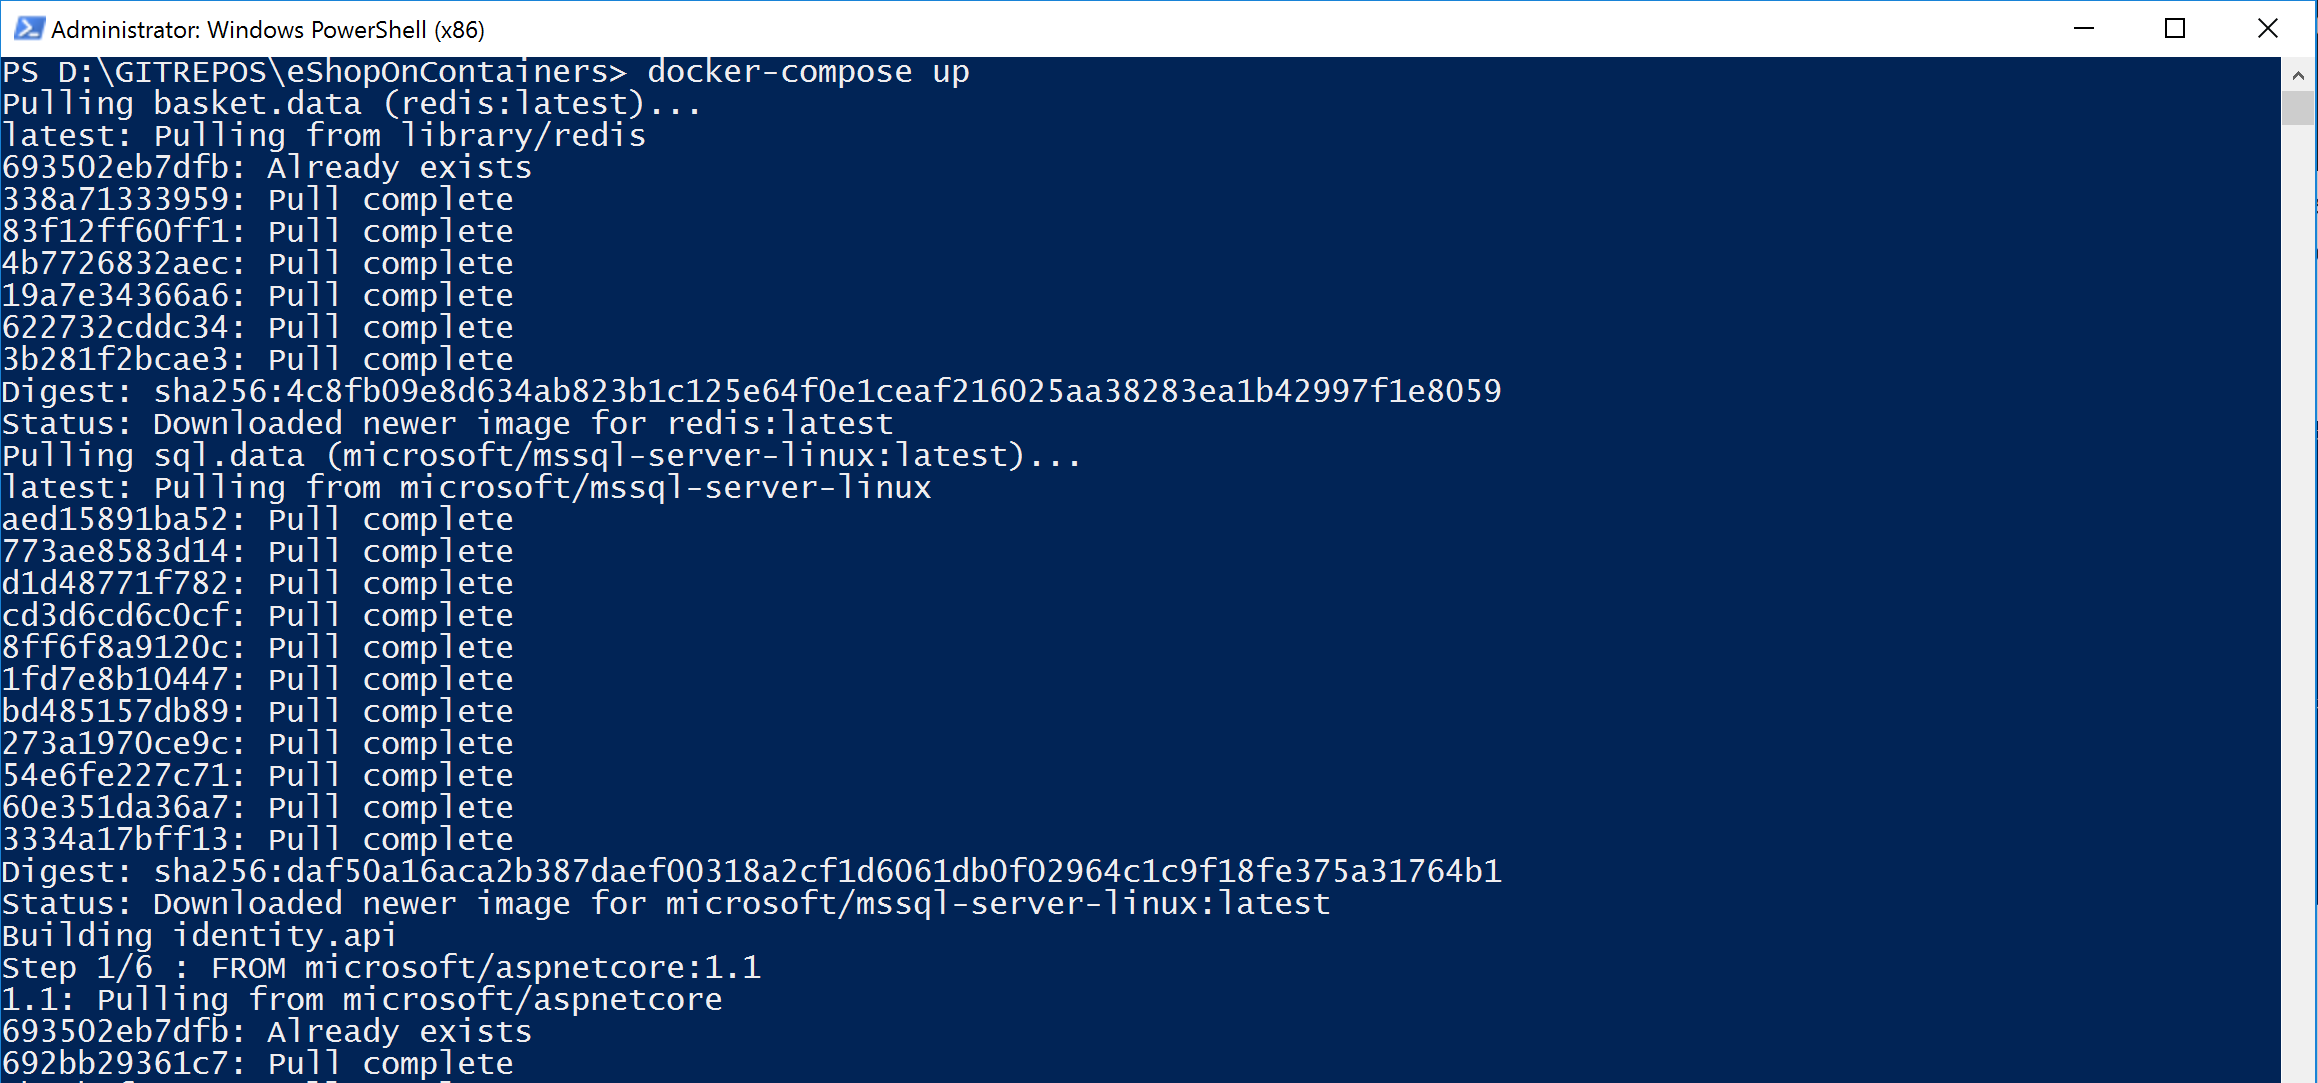 Administrator: Windows PowerShell (x86)
PS D:\GITREPOS\eShopOnContainers> docker-compose up
Pulling basket.data (redis:latest)...
latest: Pulling from library/redis
693502eb7dfb: Already exists
338a71333959: Pull complete
83f12ff60ff1: Pull complete
4b7726832aec: Pull complete
19a7e34366a6: Pull complete
622732cddc34: Pull complete
3b281f2bcae3: Pull complete
Digest: sha256:4c8fb09e8d634ab823b1c125e64f0e1ceaf216025aa38283ea1b42997f1e8059
Status: Downloaded newer image for redis:latest
Pulling sql.data (microsoft/mssql-server-linux:latest)...
latest: Pulling from microsoft/mssql-server-linux
aed15891ba52: Pull complete
773ae8583d14: Pull complete
d1d48771f782: Pull complete
cd3d6cd6c0cf: Pull complete
8ff6f8a9120c: Pull complete
1fd7e8b10447: Pull complete
bd485157db89: Pull complete
273a1970ce9c: Pull complete
54e6fe227c71: Pull complete
60e351da36a7: Pull complete
3334a17bff13: Pull complete
Digest: sha256:daf50a16aca2b387daef00318a2cf1d6061db0f02964c1c9f18fe375a31764b1
Status: Downloaded newer image for microsoft/mssql-server-linux:latest
Building identity.api
Step 1/6 : FROM microsoft/aspnetcore:1.1
1.1: Pulling from microsoft/aspnetcore
693502eb7dfb: Already exists
692bb29361c7: Pull complete